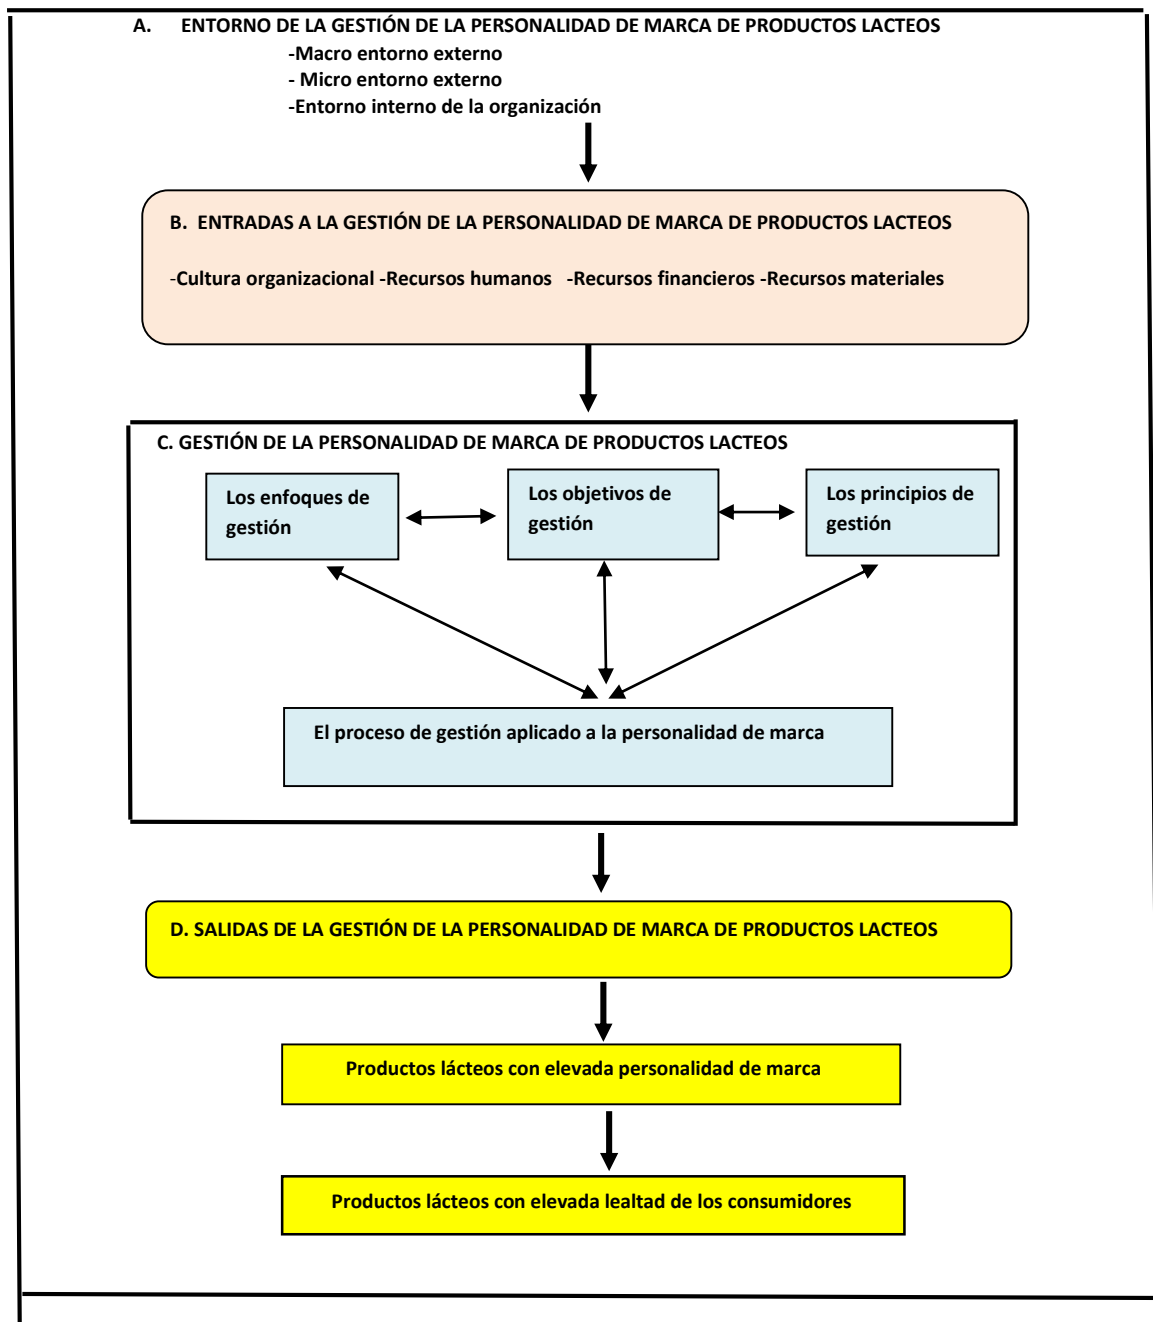 A. ENTORNO DE LA GESTIÓN DE LA PERSONALIDAD DE MARCA DE PRODUCTOS LACTEOS
-Macro entorno externo
- Micro entorno externo
-Entorno interno de la organización
B. ENTRADAS A LA GESTIÓN DE LA PERSONALIDAD DE MARCA DE PRODUCTOS LACTEOS
-Cultura organizacional -Recursos humanos -Recursos financieros -Recursos materiales
C. GESTIÓN DE LA PERSONALIDAD DE MARCA DE PRODUCTOS LACTEOS
Los enfoques de
gestión
Los objetivos de
gestión
Los principios de
gestión
El proceso de gestión aplicado a la personalidad de marca
D. SALIDAS DE LA GESTIÓN DE LA PERSONALIDAD DE MARCA DE PRODUCTOS LACTEOS
Productos lácteos con elevada personalidad de marca
Productos lácteos con elevada lealtad de los consumidores